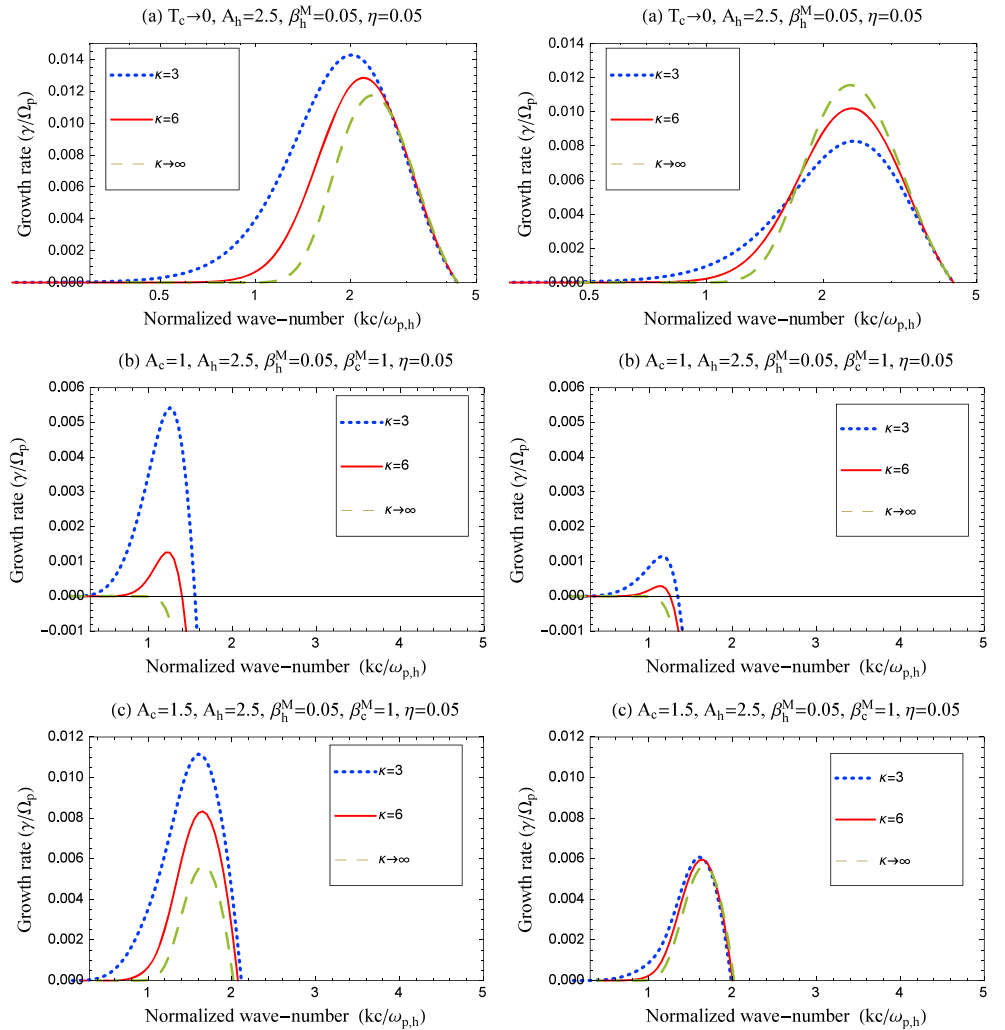 (a) T_c→0, A_h=2.5, β_h^M=0.05, η=0.05
Growth rate (γ/Ω_p)
0.014
0.012
0.010
0.008
0.006
0.004
0.002
0.000
κ=3
κ=6
κ→∞
0.5 1 2 5
Normalized wave−number (kc/ω_p,h)
(a) T_c→0, A_h=2.5, β_h^M=0.05, η=0.05
Growth rate (γ/Ω_p)
0.014
0.012
0.010
0.008
0.006
0.004
0.002
0.000
κ=3
κ=6
κ→∞
0.5 1 2 5
Normalized wave−number (kc/ω_p,h)
(b) A_c=1, A_h=2.5, β_h^M=0.05, β_c^M=1, η=0.05
Growth rate (γ/Ω_p)
0.006
0.005
0.004
0.003
0.002
0.001
0.000
−0.001
κ=3
κ=6
κ→∞
1 2 3 4 5
Normalized wave−number (kc/ω_p,h)
(b) A_c=1, A_h=2.5, β_h^M=0.05, β_c^M=1, η=0.05
Growth rate (γ/Ω_p)
0.006
0.005
0.004
0.003
0.002
0.001
0.000
−0.001
κ=3
κ=6
κ→∞
1 2 3 4 5
Normalized wave−number (kc/ω_p,h)
(c) A_c=1.5, A_h=2.5, β_h^M=0.05, β_c^M=1, η=0.05
Growth rate (γ/Ω_p)
0.012
0.010
0.008
0.006
0.004
0.002
0.000
κ=3
κ=6
κ→∞
1 2 3 4 5
Normalized wave−number (kc/ω_p,h)
(c) A_c=1.5, A_h=2.5, β_h^M=0.05, β_c^M=1, η=0.05
Growth rate (γ/Ω_p)
0.012
0.010
0.008
0.006
0.004
0.002
0.000
κ=3
κ=6
κ→∞
1 2 3 4 5
Normalized wave−number (kc/ω_p,h)